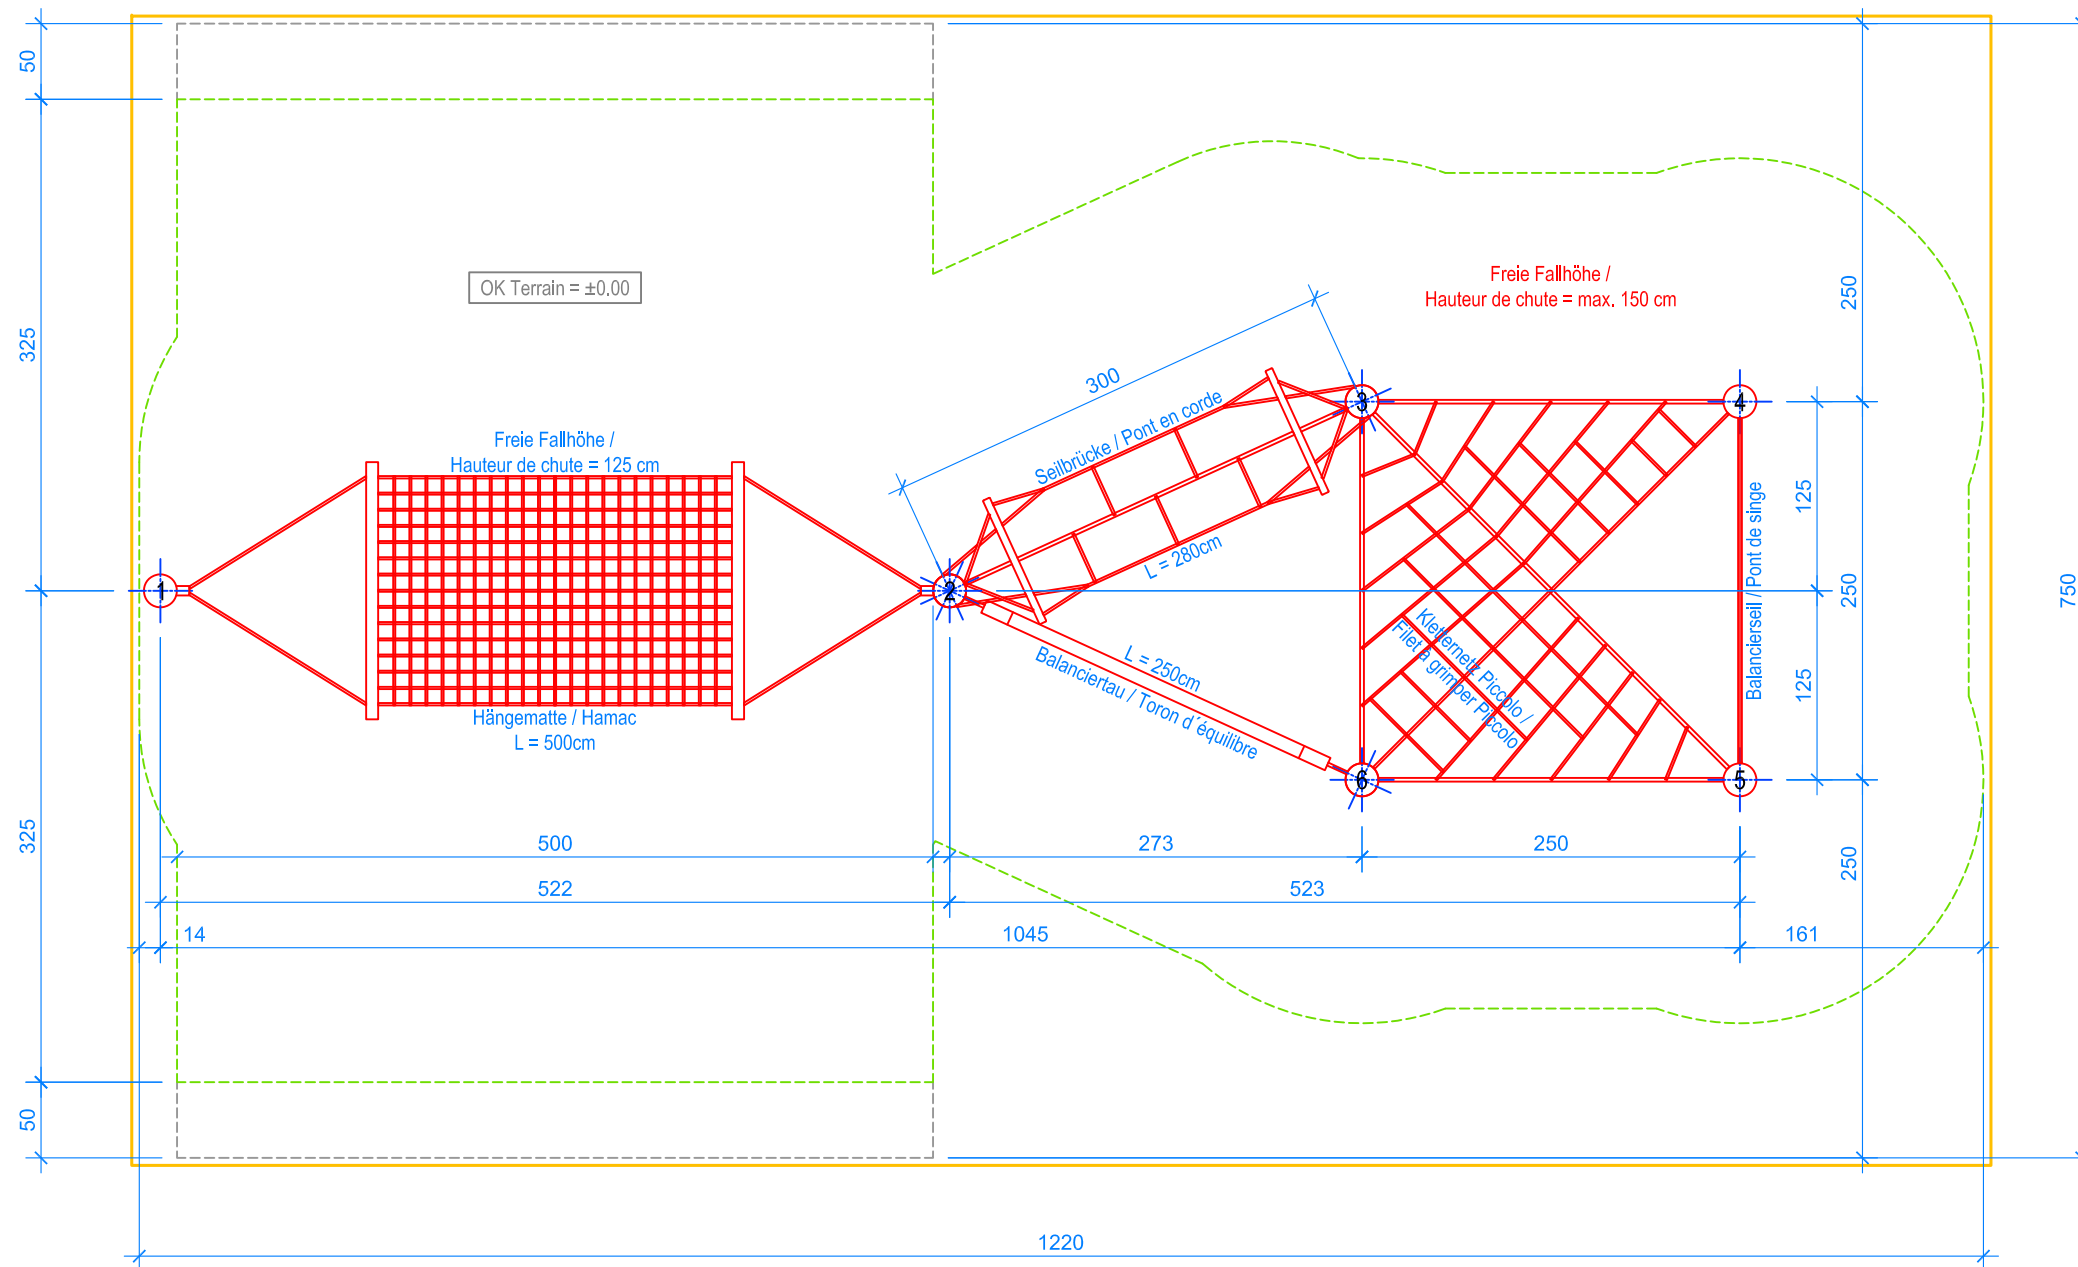 50
325
325
50
OK Terrain = ±0.00
Freie Fallhöhe /
Hauteur de chute = 125 cm
Hängematte / Hamac
L = 500cm
300
Seilbrücke / Pont en corde
L = 280cm
L = 250cm
Balanciertau / Toron d´équilibre
Freie Fallhöhe /
Hauteur de chute = max. 150 cm
Kletternetz Piccolo /
Filet à grimper Piccolo
Balancierseil / Pont de singe
1
2
3
4
5
6
125
125
250
250
250
750
500
273
250
522
523
14
1045
161
1220